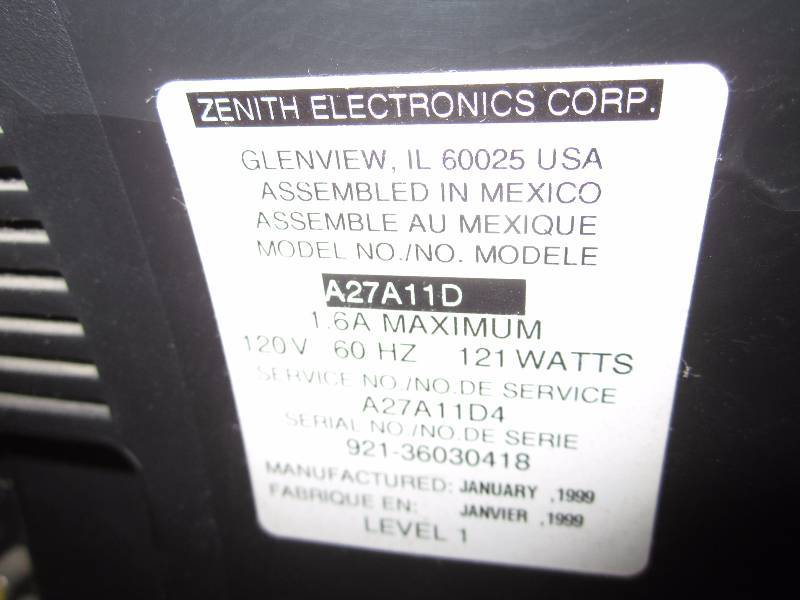 ZENITH ELECTRONICS CORP.
GLENVIEW, IL 60025 USA
ASSEMBLED IN MEXICO
ASSEMBLE AU MEXIQUE
MODEL NO./NO. MODELE
A27A11D
1.6A MAXIMUM
120V 60 HZ 121 WATTS
SERVICE NO./NO.DE SERVICE
A27A11D4
SERIAL NO./NO.DE SERIE
921-36030418
MANUFACTURED: JANUARY ,1999
FABRIQUE EN: JANVIER ,1999
LEVEL 1